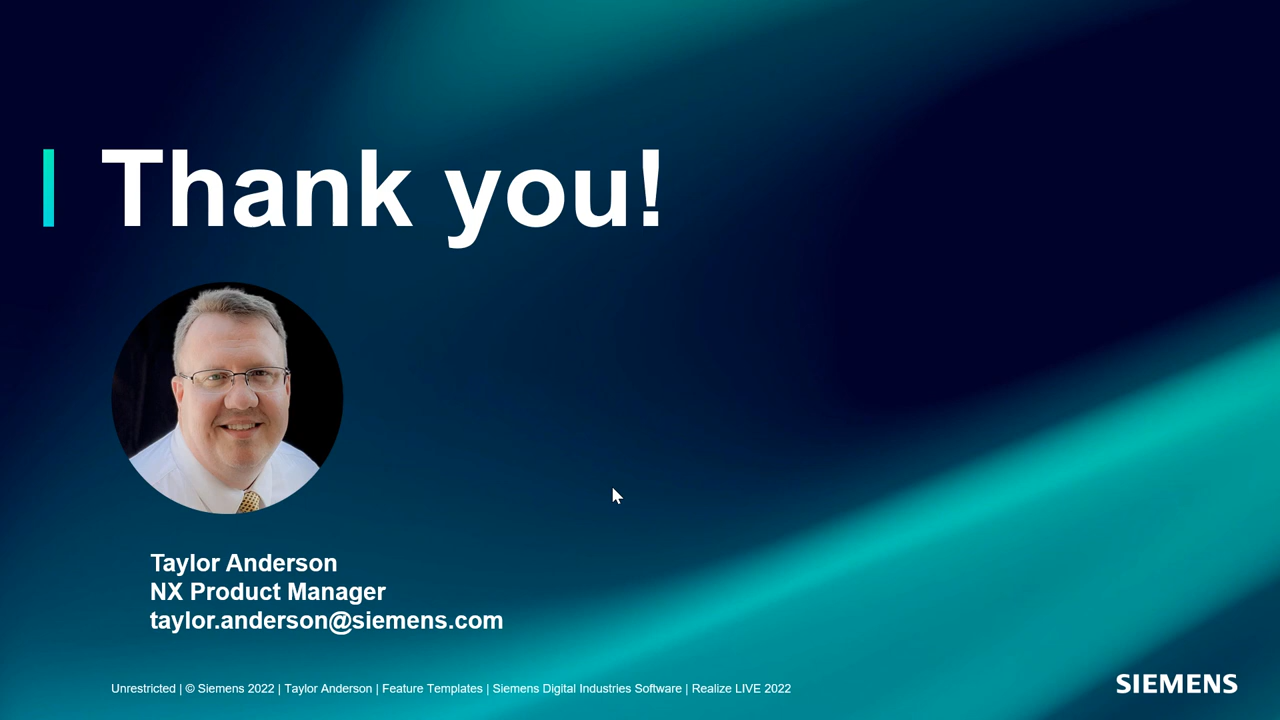 Thank you!
Taylor Anderson
NX Product Manager
taylor.anderson@siemens.com
Unrestricted | © Siemens 2022 | Taylor Anderson | Feature Templates | Siemens Digital Industries Software | Realize LIVE 2022
SIEMENS